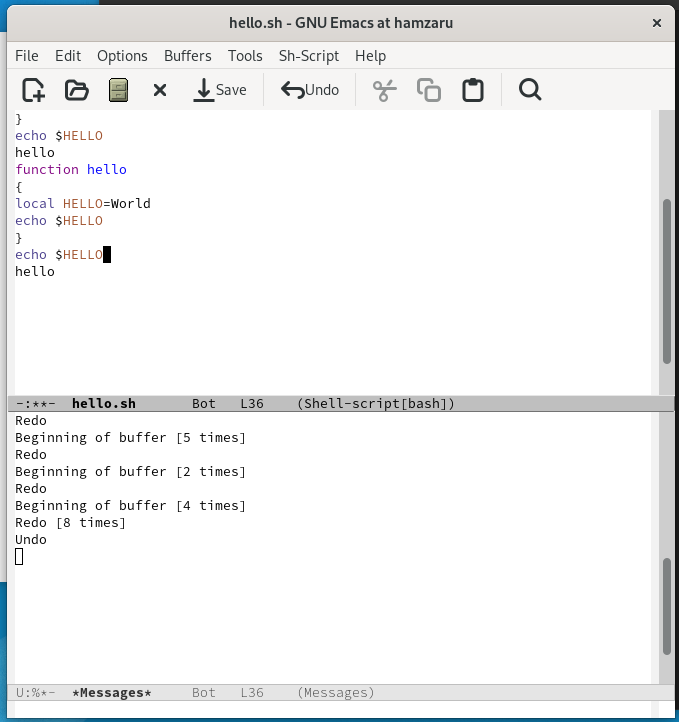 hello.sh - GNU Emacs at hamzaru
File Edit Options Buffers Tools Sh-Script Help
Save Undo
}
echo $HELLO
hello
function hello
{
local HELLO=World
echo $HELLO
}
echo $HELLO
hello
-:**- hello.sh Bot L36 (Shell-script[bash])
Redo
Beginning of buffer [5 times]
Redo
Beginning of buffer [2 times]
Redo
Beginning of buffer [4 times]
Redo [8 times]
Undo
U:%*- *Messages* Bot L36 (Messages)